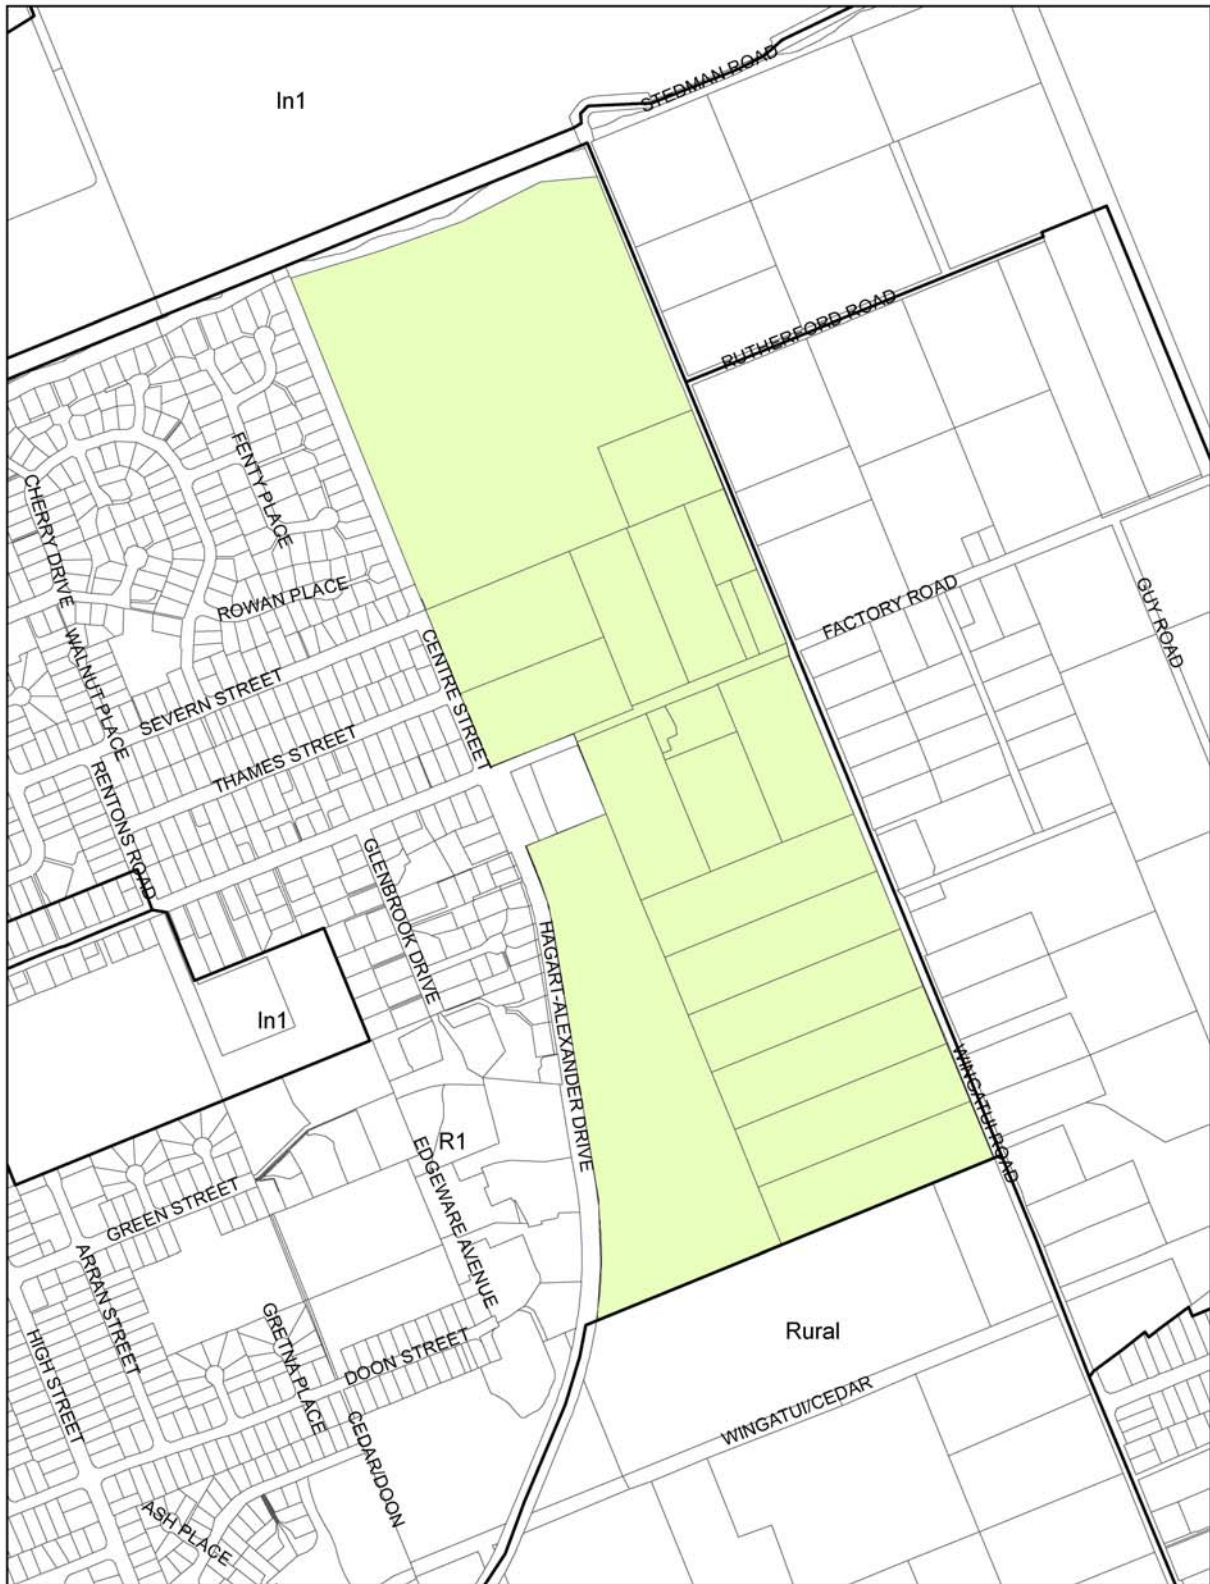 In1
STEDMAN ROAD
RUTHERFORD ROAD
FENTY PLACE
CHERRY DRIVE
ROWAN PLACE
FACTORY ROAD
GUY ROAD
WALNUT PLACE
CENTRE STREET
SEVERN STREET
THAMES STREET
RENTONS ROAD
GLENBROOK DRIVE
HAGART-ALEXANDER DRIVE
In1
WINGATUI ROAD
R1
EDGEWARE AVENUE
GREEN STREET
ARRAN STREET
GRETNA PLACE
HIGH STREET
DOON STREET
Rural
WINGATUI/CEDAR
CEDAR/DOON
ASH PLACE